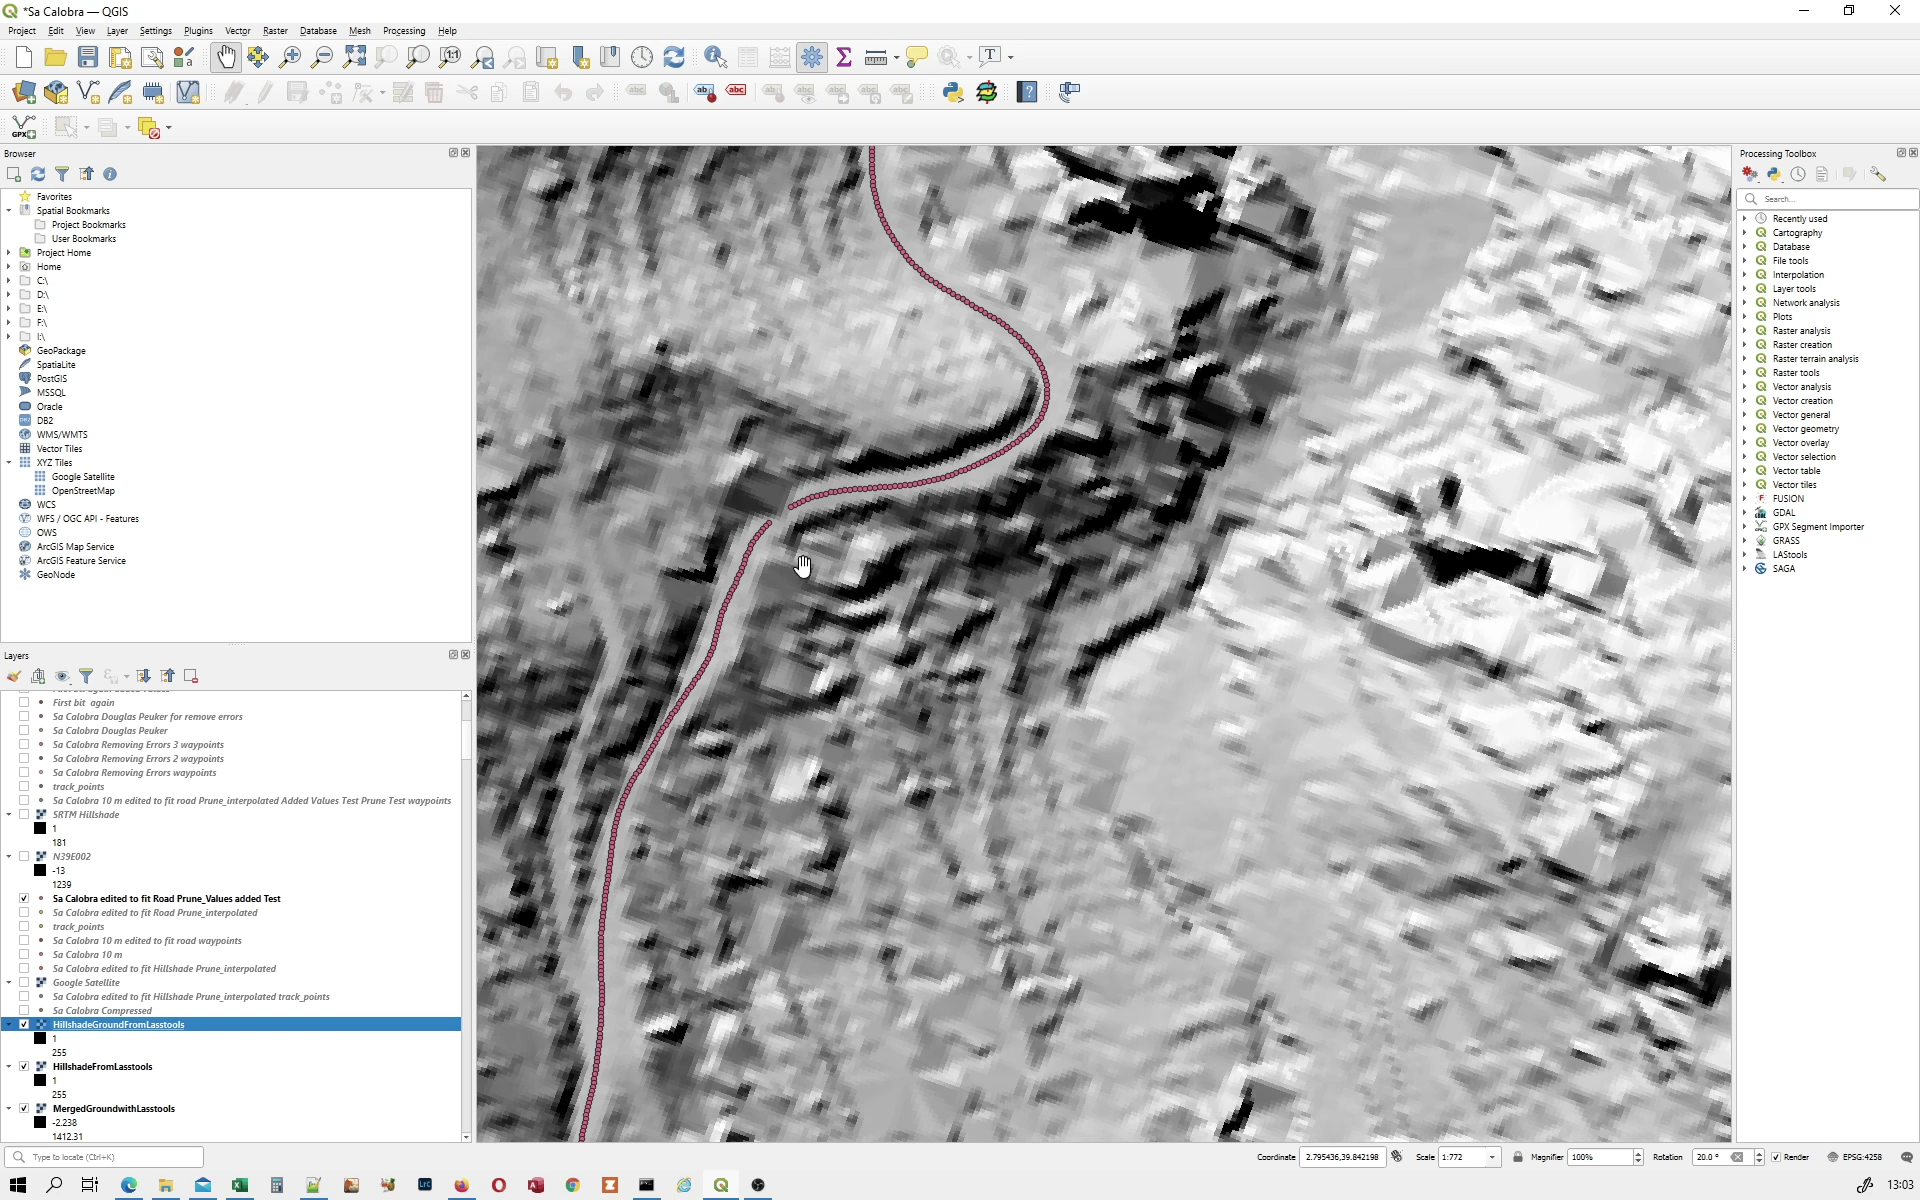 *Sa Calobra — QGIS
Project Edit View Layer Settings Plugins Vector Raster Database Mesh Processing Help
Browser
Favorites
Spatial Bookmarks
Project Bookmarks
User Bookmarks
Project Home
Home
C:\
D:\
E:\
F:\
I:\
GeoPackage
SpatiaLite
PostGIS
MSSQL
Oracle
DB2
WMS/WMTS
Vector Tiles
XYZ Tiles
Google Satellite
OpenStreetMap
WCS
WFS / OGC API - Features
OWS
ArcGIS Map Service
ArcGIS Feature Service
GeoNode
Layers
First bit again
Sa Calobra Douglas Peuker for remove errors
Sa Calobra Douglas Peuker
Sa Calobra Removing Errors 3 waypoints
Sa Calobra Removing Errors 2 waypoints
Sa Calobra Removing Errors waypoints
track_points
Sa Calobra 10 m edited to fit road Prune_interpolated Added Values Test Prune Test waypoints
SRTM Hillshade
1
181
N39E002
-13
1239
Sa Calobra edited to fit Road Prune_Values added Test
Sa Calobra edited to fit Road Prune_interpolated
track_points
Sa Calobra 10 m edited to fit road waypoints
Sa Calobra 10 m
Sa Calobra edited to fit Hillshade Prune_interpolated
Google Satellite
Sa Calobra edited to fit Hillshade Prune_interpolated track_points
Sa Calobra Compressed
HillshadeGroundFromLasstools
1
255
HillshadeFromLasstools
1
255
MergedGroundwithLasstools
-2.238
1412.31
Processing Toolbox
Search...
Recently used
Cartography
Database
File tools
Interpolation
Layer tools
Network analysis
Plots
Raster analysis
Raster creation
Raster terrain analysis
Raster tools
Vector analysis
Vector creation
Vector general
Vector geometry
Vector overlay
Vector selection
Vector table
Vector tiles
FUSION
GDAL
GPX Segment Importer
GRASS
LAStools
SAGA
Type to locate (Ctrl+K)
Coordinate 2.795436,39.842198 Scale 1:772 Magnifier 100% Rotation 20.0 ° Render EPSG:4258
13:03